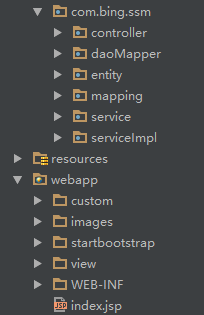 com.bing.ssm
controller
daoMapper
entity
mapping
service
serviceImpl
resources
webapp
custom
images
startbootstrap
view
WEB-INF
JSP index.jsp